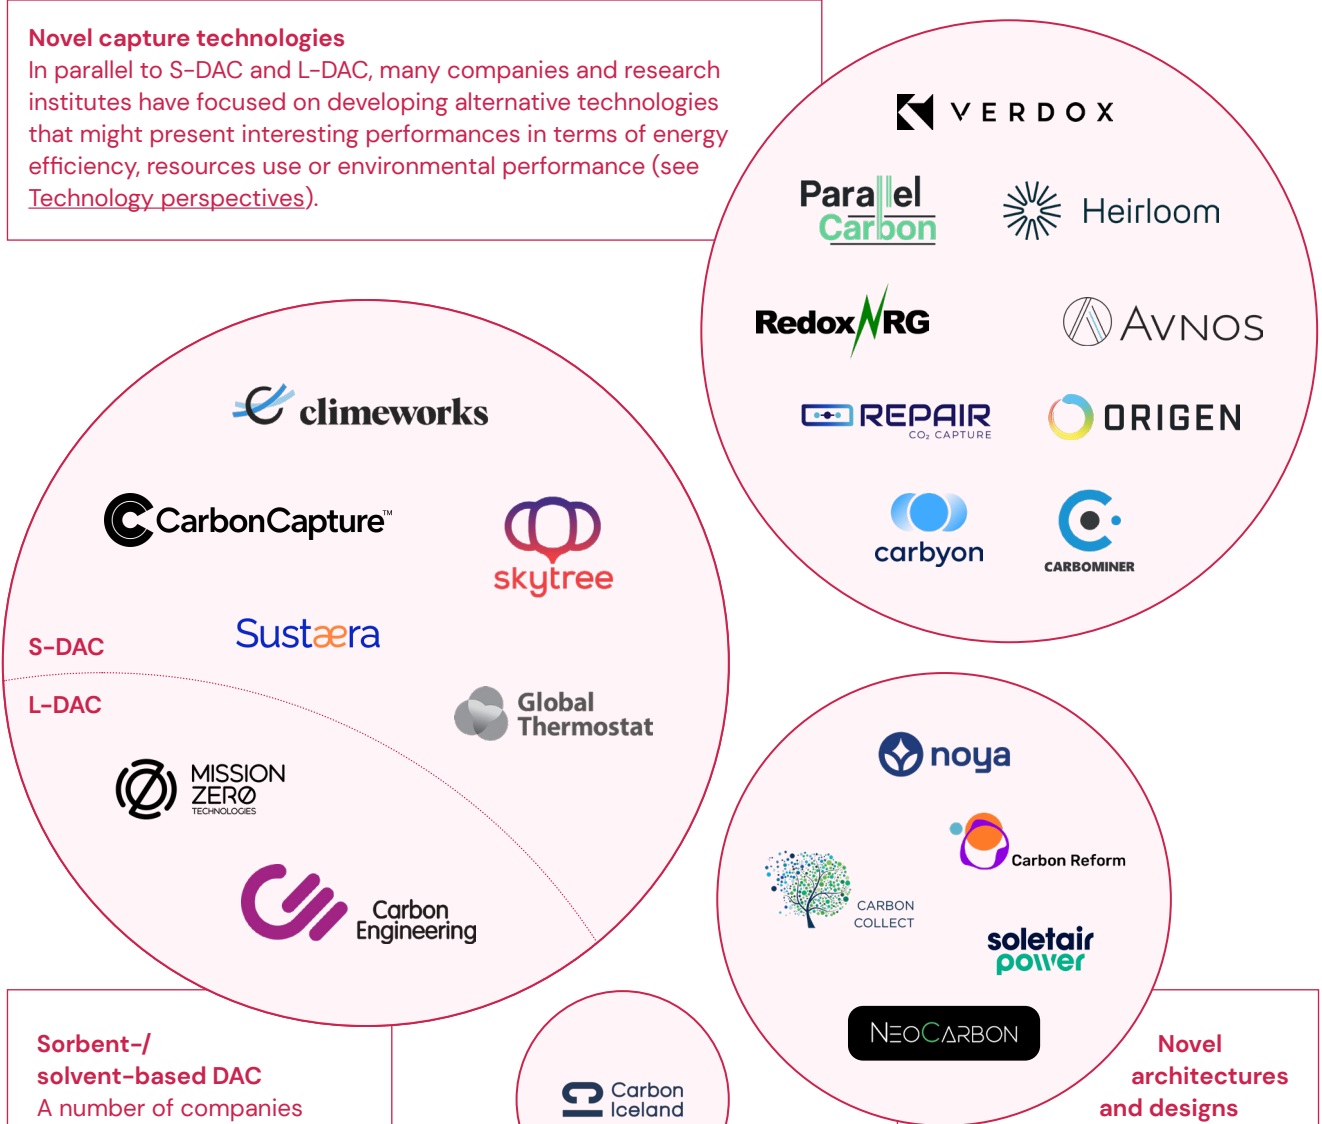 Novel capture technologies
In parallel to S-DAC and L-DAC, many companies and research
institutes have focused on developing alternative technologies
that might present interesting performances in terms of energy
efficiency, resources use or environmental performance (see
Technology perspectives).
VERDOX
Parallel
Carbon
Heirloom
RedoxNRG
AVNOS
REPAIR
CO₂ CAPTURE
ORIGEN
carbyon
CARBOMINER
climeworks
CarbonCapture™
skytree
Sustæra
S-DAC
L-DAC
Global
Thermostat
MISSION
ZERØ
TECHNOLOGIES
Carbon
Engineering
noya
Carbon Reform
CARBON
COLLECT
soletair
power
NEOCARBON
Sorbent-/
solvent-based DAC
A number of companies
Carbon
Iceland
Novel
architectures
and designs